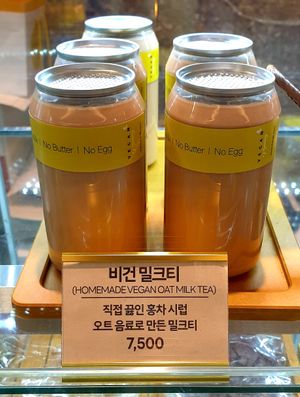 No Butter | No Egg
No Butter | No Egg
비건 밀크티
(HOMEMADE VEGAN OAT MILK TEA)
직접 끓인 홍차 시럽
오트 음료로 만든 밀크티
7,500